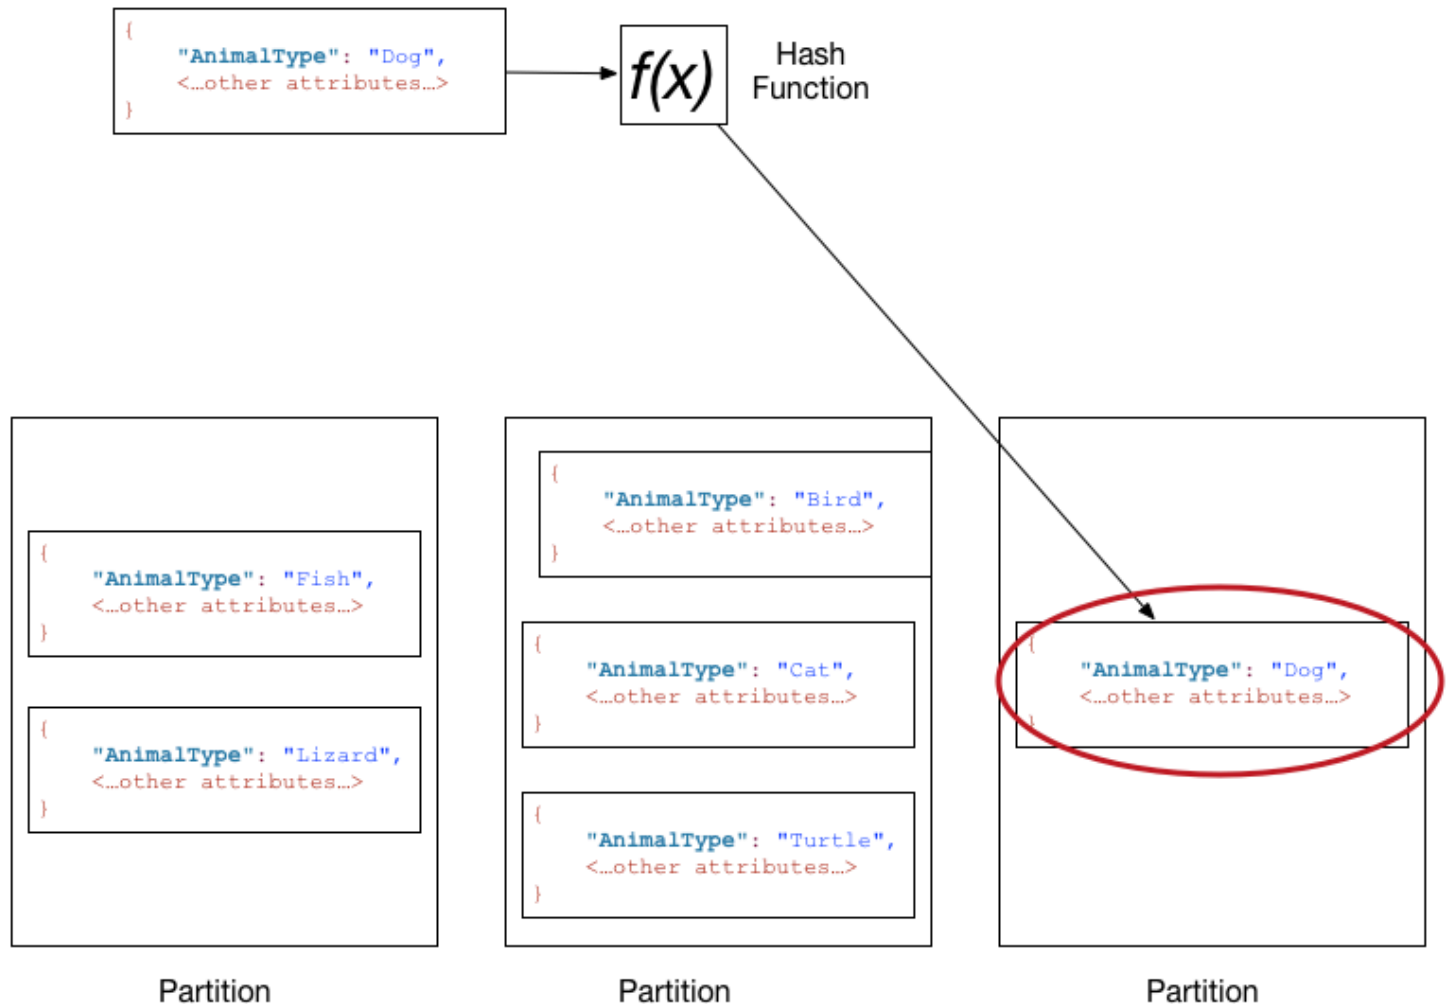 {
"AnimalType": "Dog",
<…other attributes…>
}
f(x)
Hash
Function
{
"AnimalType": "Fish",
<…other attributes…>
}
{
"AnimalType": "Lizard",
<…other attributes…>
}
Partition
{
"AnimalType": "Bird",
<…other attributes…>
}
{
"AnimalType": "Cat",
<…other attributes…>
}
{
"AnimalType": "Turtle",
<…other attributes…>
}
Partition
{
"AnimalType": "Dog",
<…other attributes…>
}
Partition